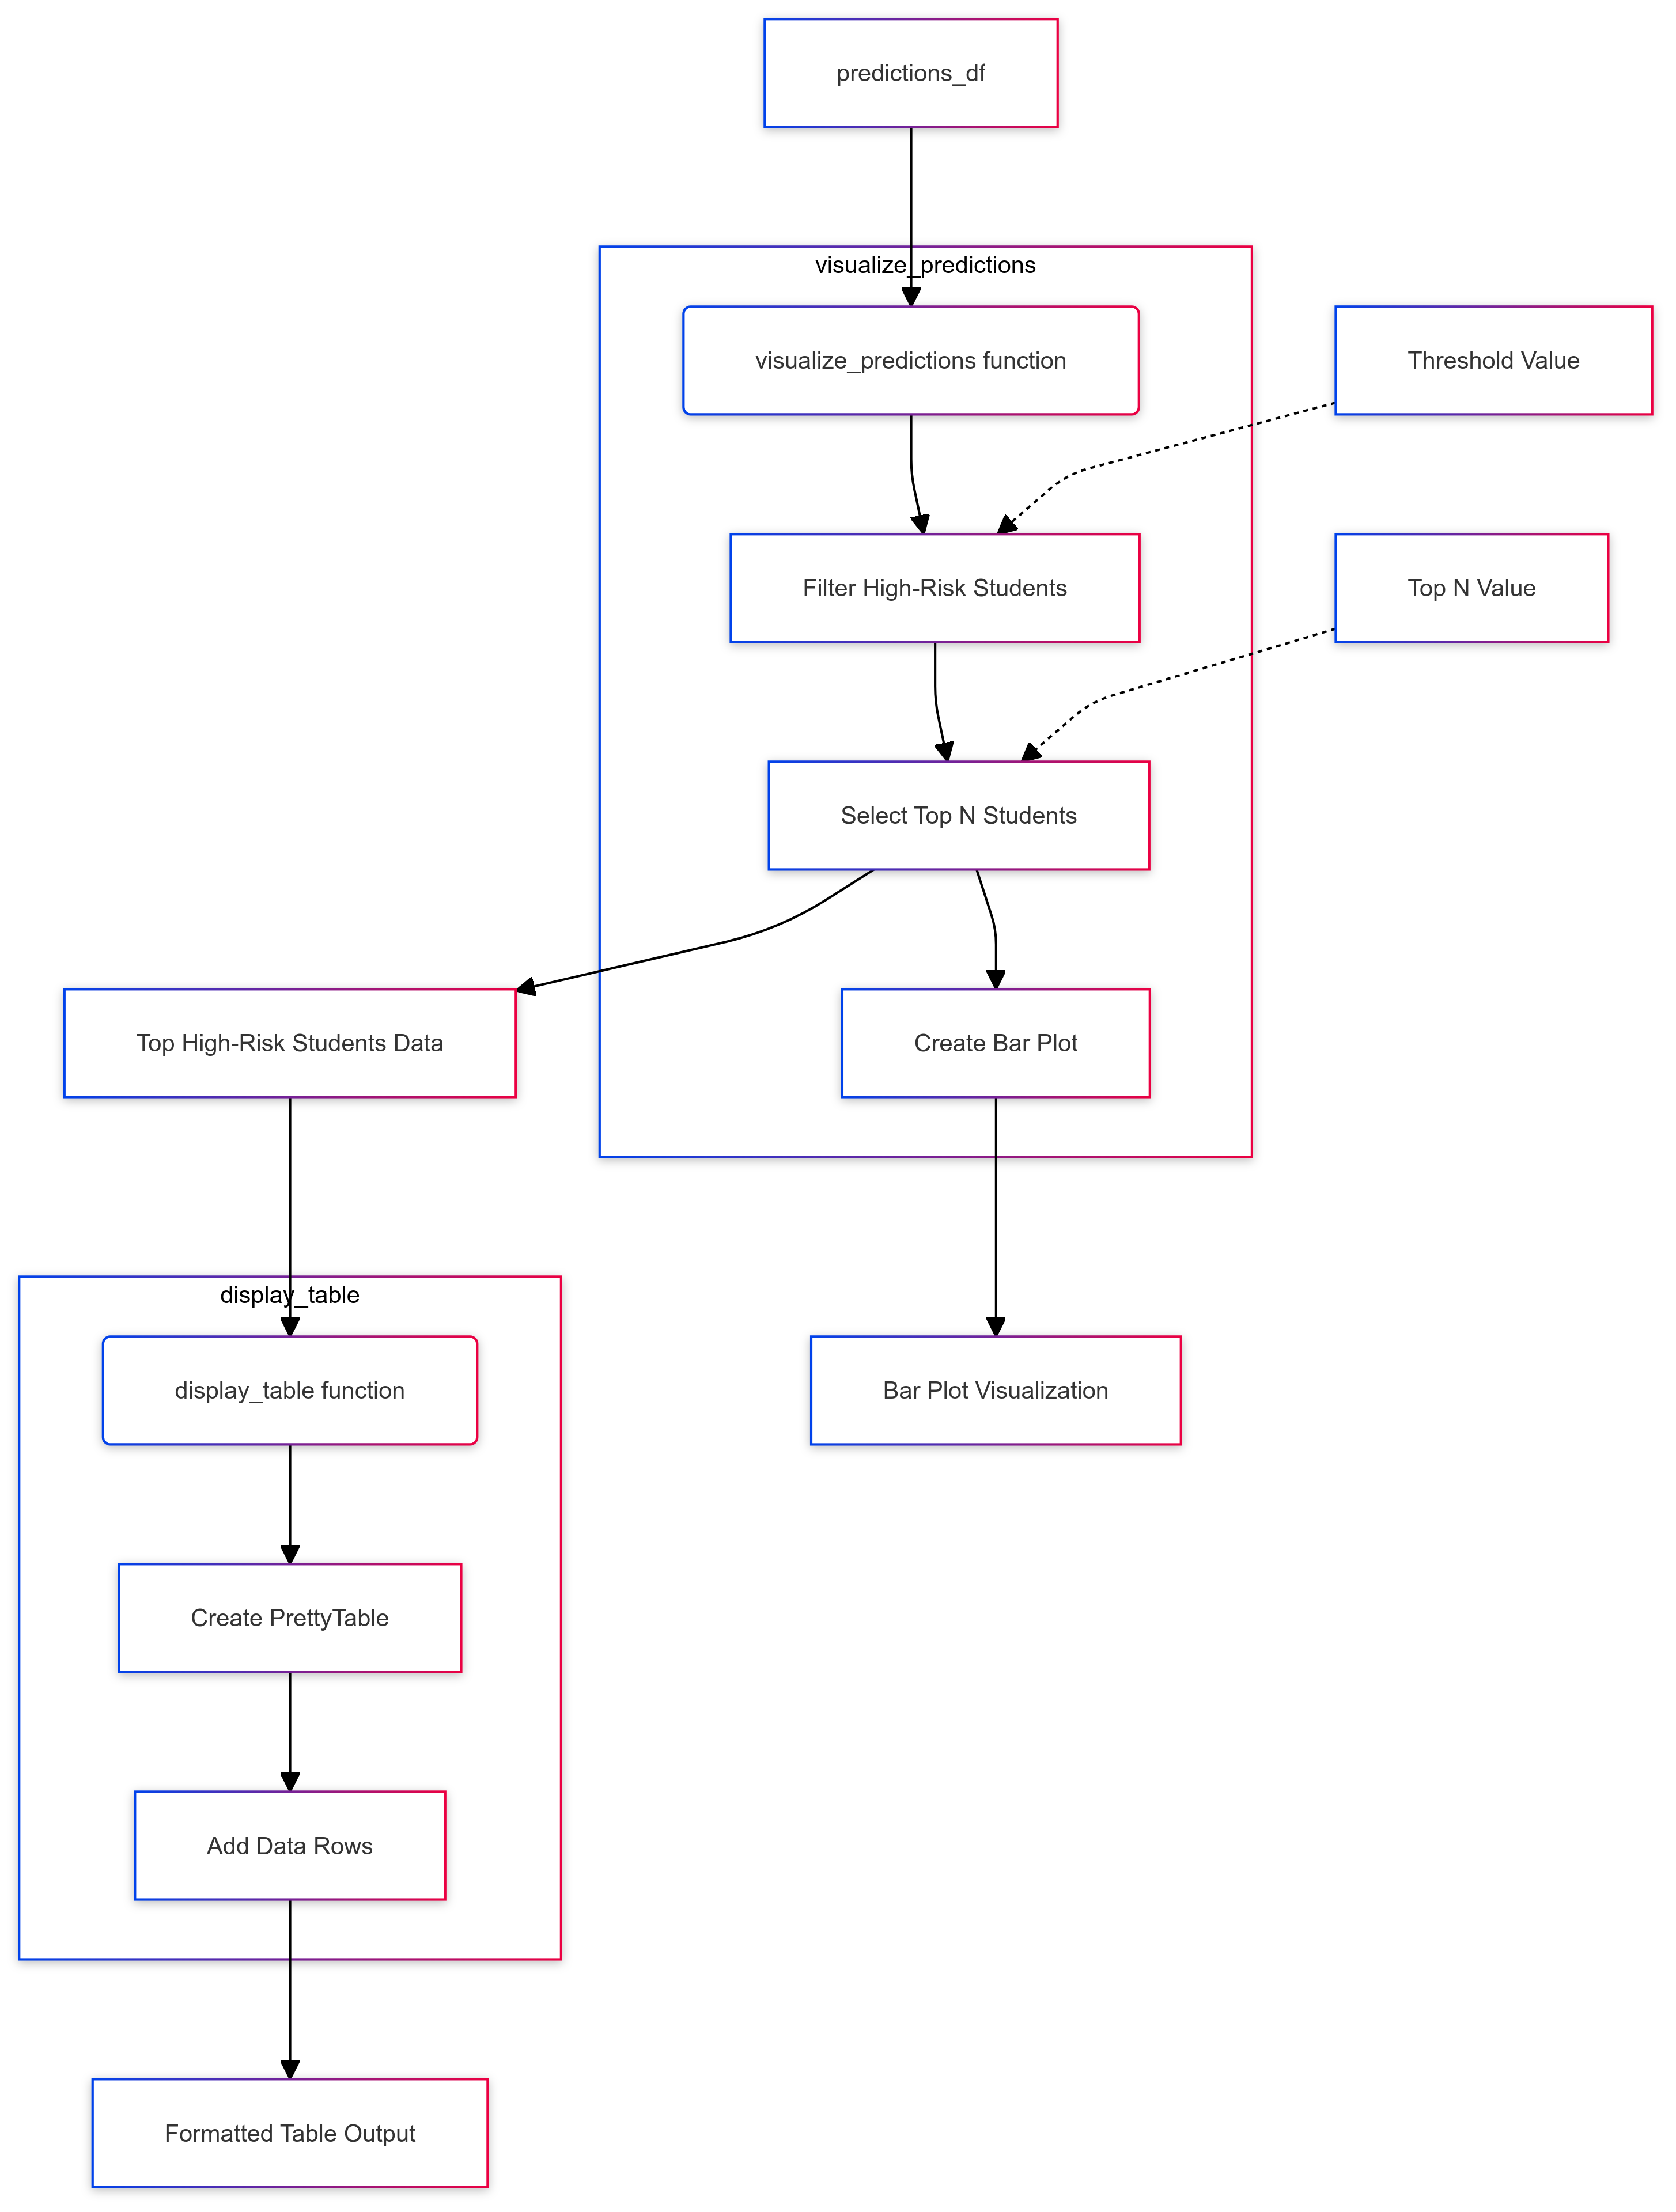 predictions_df
visualize_predictions
visualize_predictions function
Threshold Value
Filter High-Risk Students
Top N Value
Select Top N Students
Top High-Risk Students Data
Create Bar Plot
display_table
display_table function
Bar Plot Visualization
Create PrettyTable
Add Data Rows
Formatted Table Output